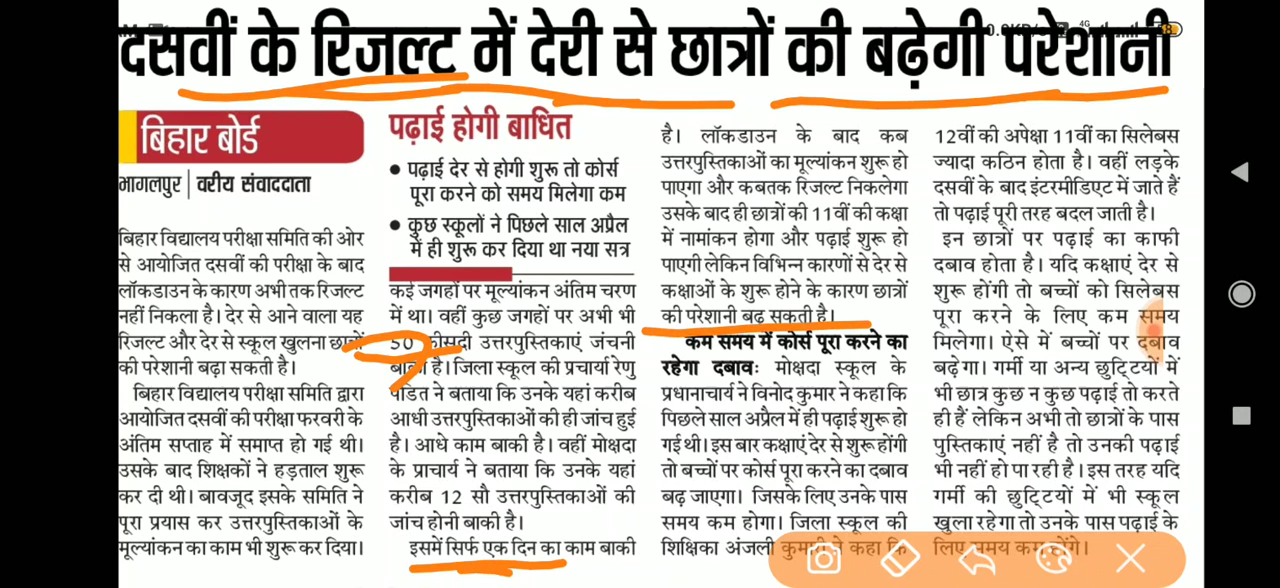 दसवीं के रिजल्ट में देरी से छात्रों की बढ़ेगी परेशानी
बिहार बोर्ड
भागलपुर | वरीय संवाददाता
बिहार विद्यालय परीक्षा समिति की ओर
से आयोजित दसवीं की परीक्षा के बाद
लॉकडाउन के कारण अभी तक रिजल्ट
नहीं निकला है। देर से आने वाला यह
रिजल्ट और देर से स्कूल खुलना छात्रों
की परेशानी बढ़ा सकती है।
बिहार विद्यालय परीक्षा समिति द्वारा
आयोजित दसवीं की परीक्षा फरवरी के
अंतिम सप्ताह में समाप्त हो गई थी।
उसके बाद शिक्षकों ने हड़ताल शुरू
कर दी थी। बावजूद इसके समिति ने
पूरा प्रयास कर उत्तरपुस्तिकाओं के
मूल्यांकन का काम भी शुरू कर दिया।
पढ़ाई होगी बाधित
• पढ़ाई देर से होगी शुरू तो कोर्स
पूरा करने को समय मिलेगा कम
• कुछ स्कूलों ने पिछले साल अप्रैल
में ही शुरू कर दिया था नया सत्र
कई जगहों पर मूल्यांकन अंतिम चरण
में था। वहीं कुछ जगहों पर अभी भी
50 फीसदी उत्तरपुस्तिकाएं जंचनी
बाकी है। जिला स्कूल की प्रचार्या रेणु
पंडित ने बताया कि उनके यहां करीब
आधी उत्तरपुस्तिकाओं की ही जांच हुई
है। आधे काम बाकी है। वहीं मोक्षदा
के प्राचार्य ने बताया कि उनके यहां
करीब 12 सौ उत्तरपुस्तिकाओं की
जांच होनी बाकी है।
इसमें सिर्फ एक दिन का काम बाकी
है। लॉकडाउन के बाद कब
उत्तरपुस्तिकाओं का मूल्यांकन शुरू हो
पाएगा और कबतक रिजल्ट निकलेगा
उसके बाद ही छात्रों की 11वीं की कक्षा
में नामांकन होगा और पढ़ाई शुरू हो
पाएगी लेकिन विभिन्न कारणों से देर से
कक्षाओं के शुरू होने के कारण छात्रों
की परेशानी बढ़ सकती है।
कम समय में कोर्स पूरा करने का
रहेगा दबाव: मोक्षदा स्कूल के
प्रधानाचार्य ने विनोद कुमार ने कहा कि
पिछले साल अप्रैल में ही पढ़ाई शुरू हो
गई थी। इस बार कक्षाएं देर से शुरू होंगी
तो बच्चों पर कोर्स पूरा करने का दबाव
बढ़ जाएगा। जिसके लिए उनके पास
समय कम होगा। जिला स्कूल की
शिक्षिका अंजली कुमारी ने कहा कि
12वीं की अपेक्षा 11वीं का सिलेबस
ज्यादा कठिन होता है। वहीं लड़के
दसवीं के बाद इंटरमीडिएट में जाते हैं
तो पढ़ाई पूरी तरह बदल जाती है।
इन छात्रों पर पढ़ाई का काफी
दबाव होता है। यदि कक्षाएं देर से
शुरू होंगी तो बच्चों को सिलेबस
पूरा करने के लिए कम समय
मिलेगा। ऐसे में बच्चों पर दबाव
बढ़ेगा। गर्मी या अन्य छुट्टियों में
भी छात्र कुछ न कुछ पढ़ाई तो करते
ही हैं लेकिन अभी तो छात्रों के पास
पुस्तिकाएं नहीं है तो उनकी पढ़ाई
भी नहीं हो पा रही है। इस तरह यदि
गर्मी की छुट्टियों में भी स्कूल
खुला रहेगा तो उनके पास पढ़ाई के
लिए समय कम होंगे।